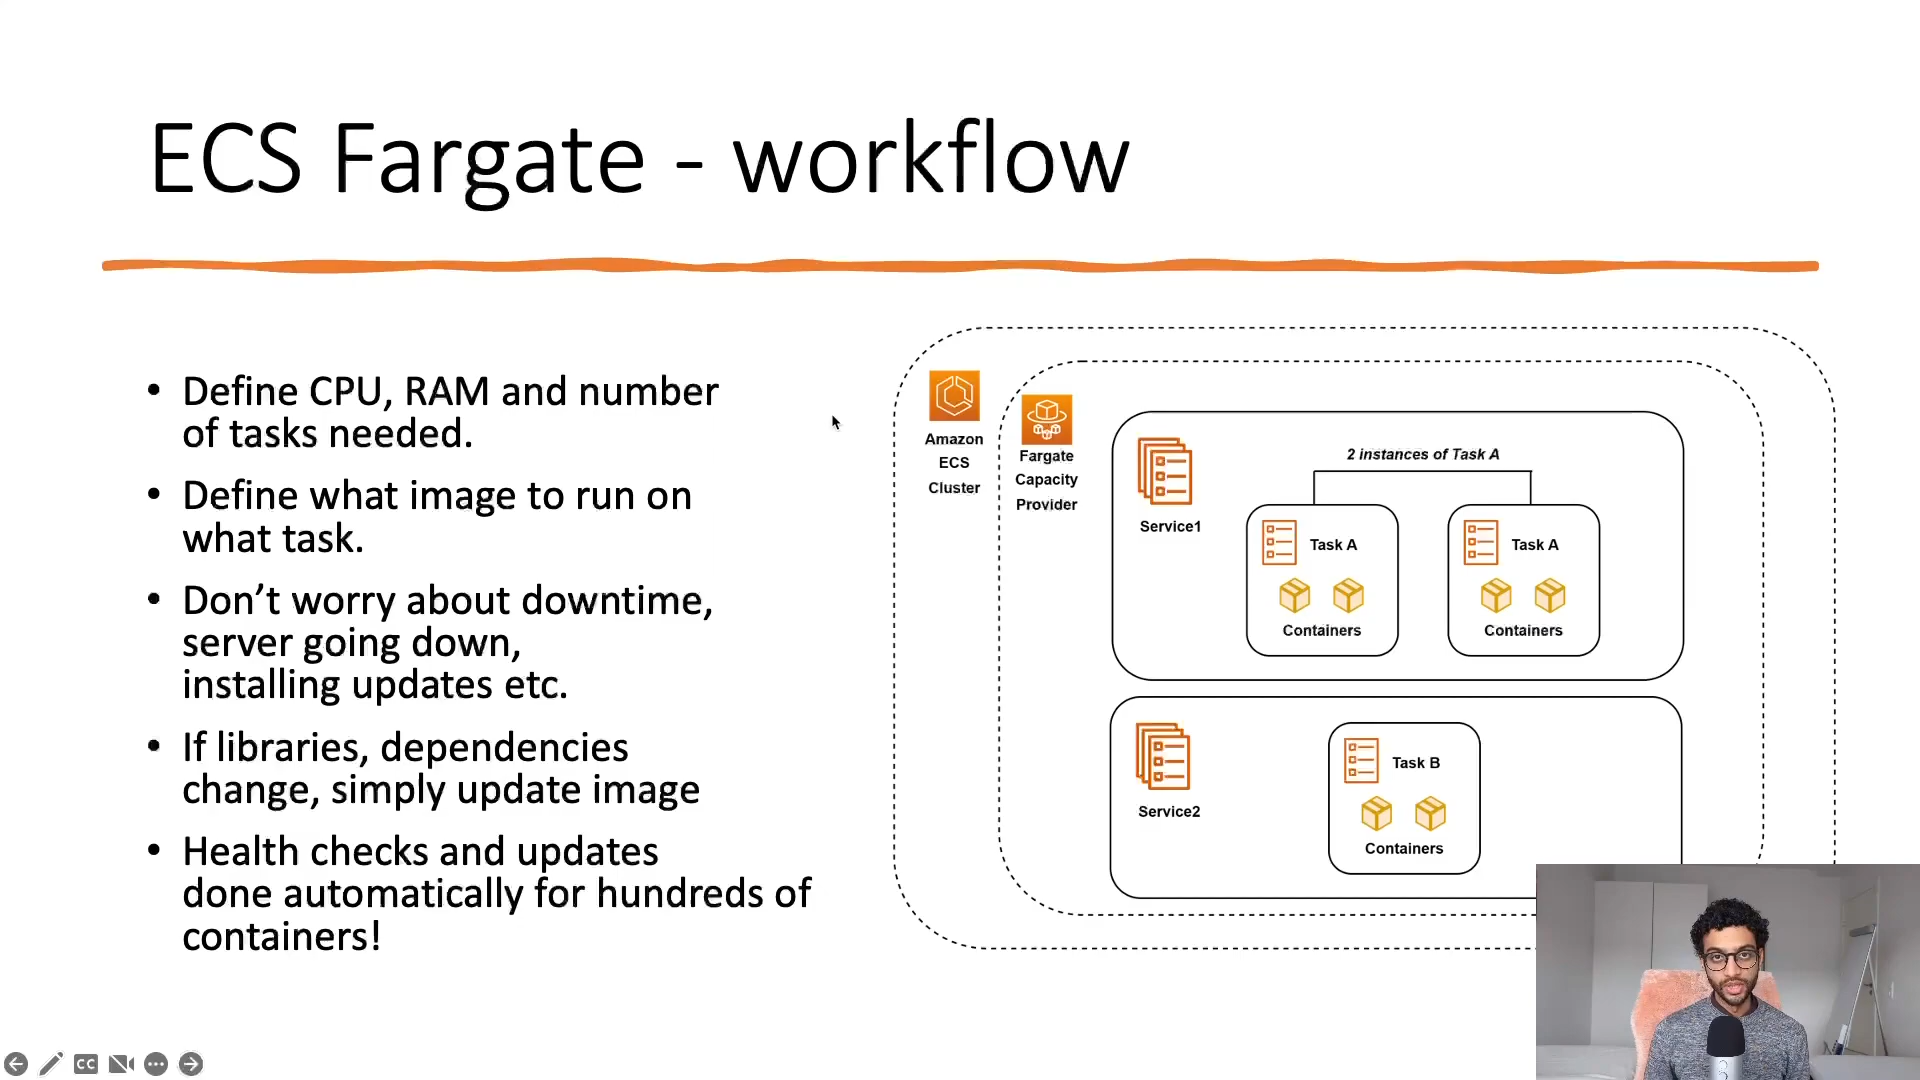 ECS Fargate - workflow
• Define CPU, RAM and number
of tasks needed.
• Define what image to run on
what task.
• Don’t worry about downtime,
server going down,
installing updates etc.
• If libraries, dependencies
change, simply update image
• Health checks and updates
done automatically for hundreds of
containers!
Amazon
ECS
Cluster
Fargate
Capacity
Provider
Service1
2 instances of Task A
Task A
Containers
Task A
Containers
Service2
Task B
Containers
CC